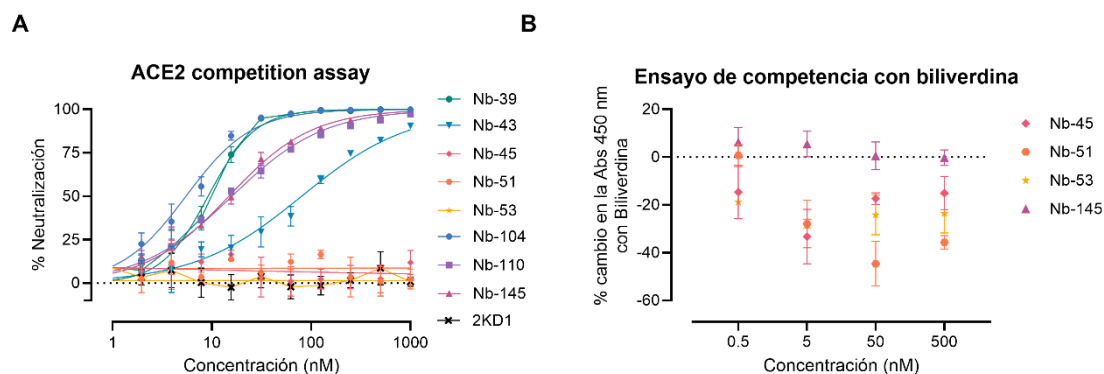 A
ACE2 competition assay
% Neutralización
100
75
50
25
0
1
10
100
1000
Concentración (nM)
Nb-39
Nb-43
Nb-45
Nb-51
Nb-53
Nb-104
Nb-110
Nb-145
2KD1
B
Ensayo de competencia con biliverdina
% cambio en la Abs 450 nm
con Biliverdina
20
0
-20
-40
-60
0.5
5
50
500
Concentración (nM)
Nb-45
Nb-51
Nb-53
Nb-145